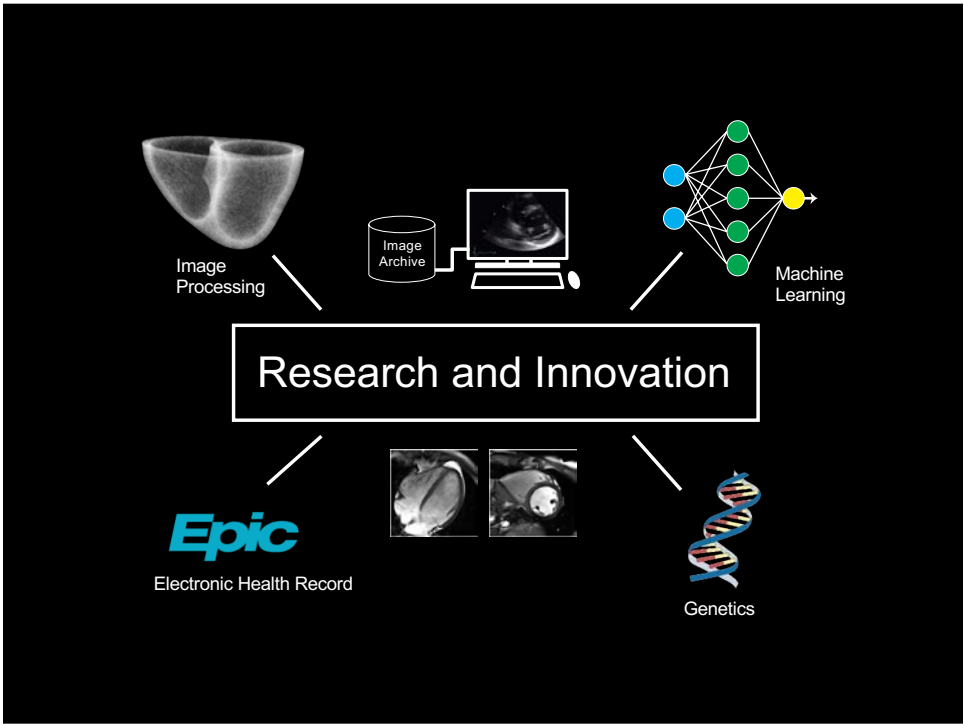 Image
Archive
Image
Processing
Machine
Learning
Research and Innovation
Epic
Electronic Health Record
Genetics